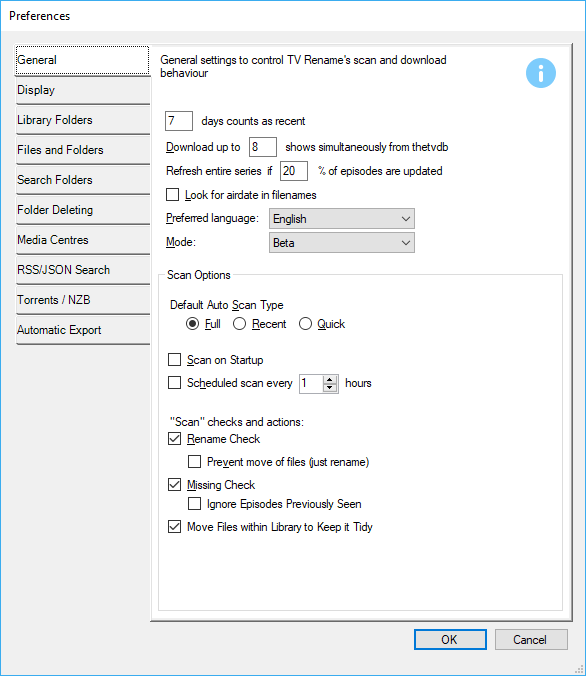 Preferences
General
Display
Library Folders
Files and Folders
Search Folders
Folder Deleting
Media Centres
RSS/JSON Search
Torrents / NZB
Automatic Export
General settings to control TV Rename's scan and download
behaviour
7 days counts as recent
Download up to 8 shows simultaneously from thetvdb
Refresh entire series if 20 % of episodes are updated
Look for airdate in filenames
Preferred language: English
Mode: Beta
Scan Options
Default Auto Scan Type
Full Recent Quick
Scan on Startup
Scheduled scan every 1 hours
"Scan" checks and actions:
Rename Check
Prevent move of files (just rename)
Missing Check
Ignore Episodes Previously Seen
Move Files within Library to Keep it Tidy
OK Cancel